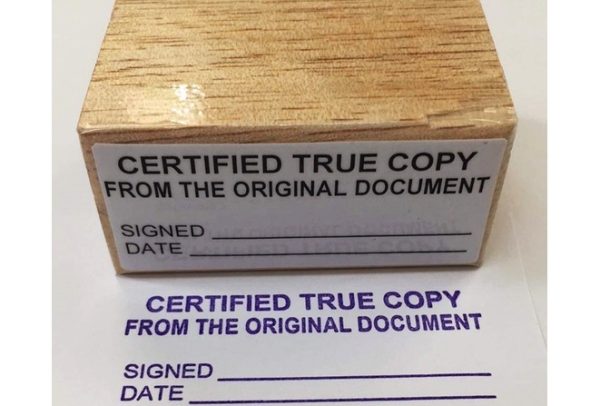 CERTIFIED TRUE COPY
FROM THE ORIGINAL DOCUMENT
SIGNED
DATE
CERTIFIED TRUE COPY
FROM THE ORIGINAL DOCUMENT
SIGNED
DATE